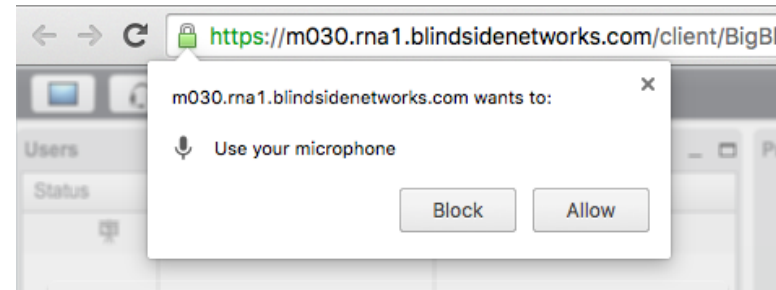 https://m030.rna1.blindsidenetworks.com/client/BigBl
m030.rna1.blindsidenetworks.com wants to:
Use your microphone
Users
Status
Block Allow